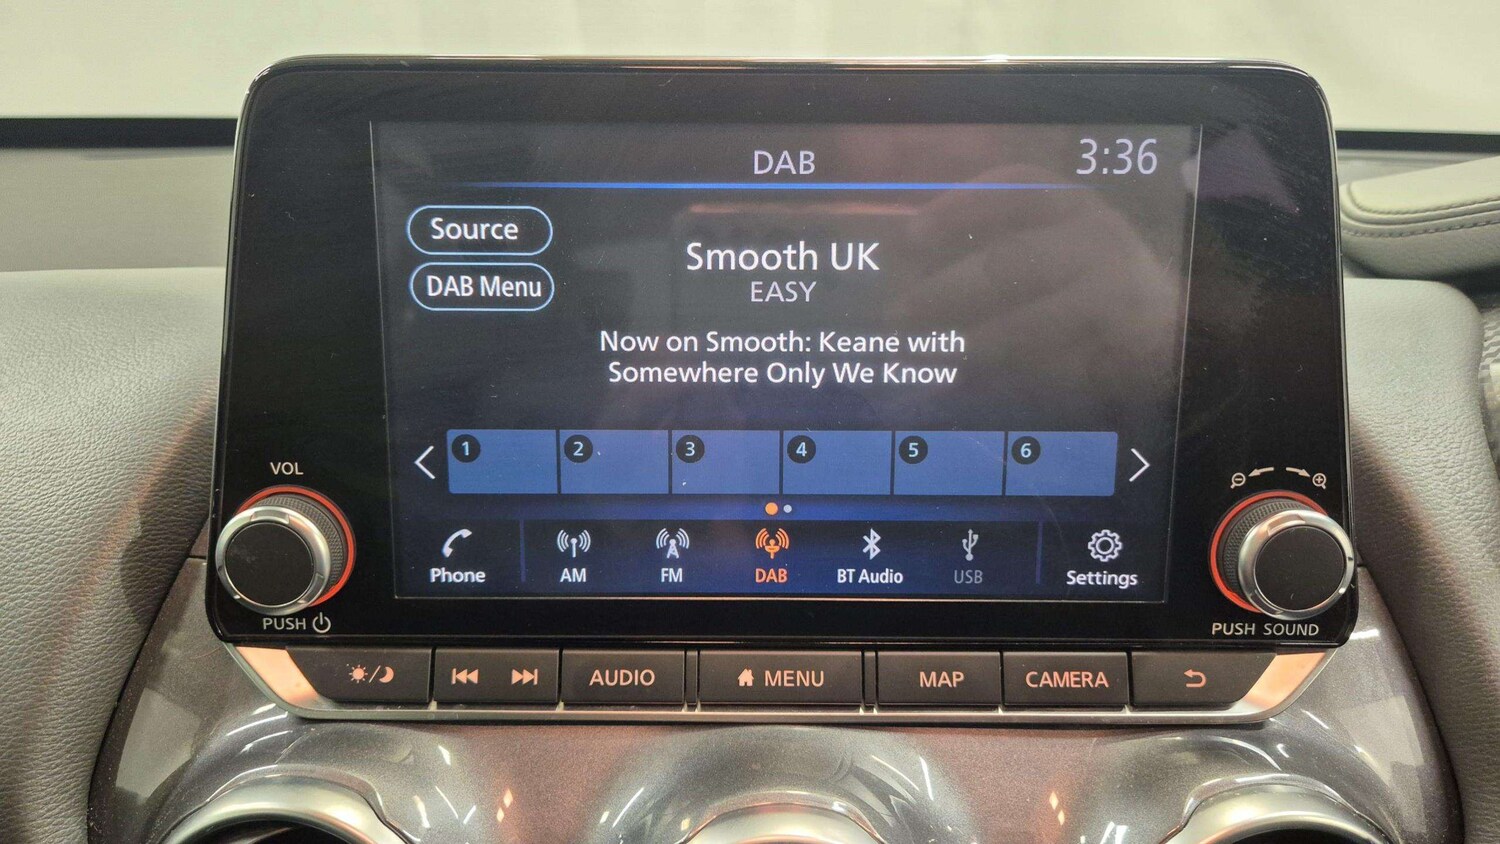 DAB
3:36
Source
DAB Menu
Smooth UK
EASY
Now on Smooth: Keane with
Somewhere Only We Know
1 2 3 4 5 6
Phone AM FM DAB BT Audio USB Settings
VOL
PUSH
PUSH SOUND
AUDIO MENU MAP CAMERA